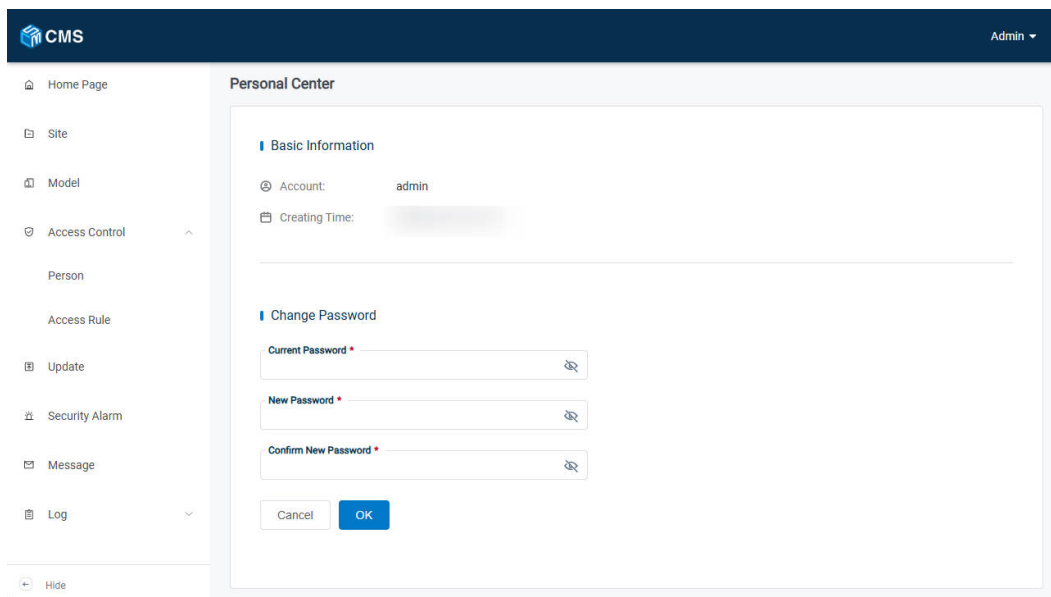 CMS
Admin
Home Page
Site
Model
Access Control
Person
Access Rule
Update
Security Alarm
Message
Log
Hide
Personal Center
Basic Information
Account: admin
Creating Time:
Change Password
Current Password *
New Password *
Confirm New Password *
Cancel OK